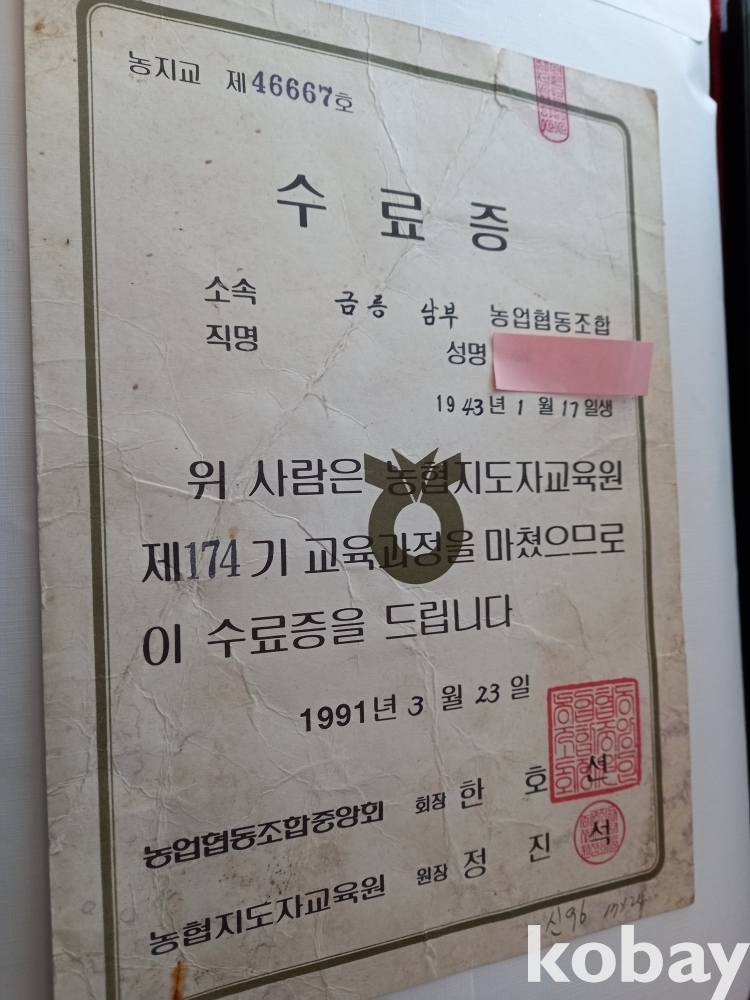 농지교 제46667호
수료증
소속 금릉 남부 농업협동조합
직명
성명
1943년 1월 17일생
위 사람은 농협지도자교육원
제174기 교육과정을 마쳤으므로
이 수료증을 드립니다
1991년 3월 23일
농업협동조합중앙회 회장 한호선
농협지도자교육원 원장 정진석
kobay